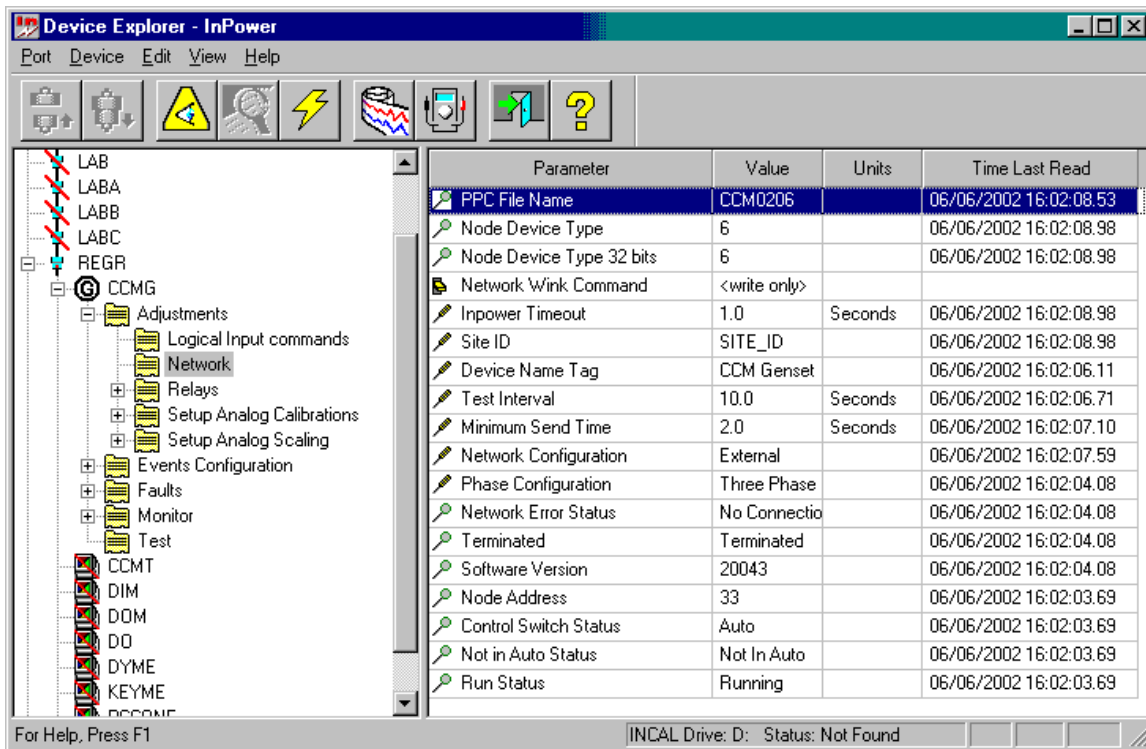 Device Explorer - InPower
Port Device Edit View Help
LAB
LABA
LABB
LABC
REGR
CCMG
Adjustments
Logical Input commands
Network
Relays
Setup Analog Calibrations
Setup Analog Scaling
Events Configuration
Faults
Monitor
Test
CCMT
DIM
DOM
DO
DYME
KEYME
Parameter Value Units Time Last Read
PPC File Name CCM0206 06/06/2002 16:02:08.53
Node Device Type 6 06/06/2002 16:02:08.98
Node Device Type 32 bits 6 06/06/2002 16:02:08.98
Network Wink Command <write only>
Inpower Timeout 1.0 Seconds 06/06/2002 16:02:08.98
Site ID SITE_ID 06/06/2002 16:02:08.98
Device Name Tag CCM Genset 06/06/2002 16:02:06.11
Test Interval 10.0 Seconds 06/06/2002 16:02:06.71
Minimum Send Time 2.0 Seconds 06/06/2002 16:02:07.10
Network Configuration External 06/06/2002 16:02:07.59
Phase Configuration Three Phase 06/06/2002 16:02:04.08
Network Error Status No Connectio 06/06/2002 16:02:04.08
Terminated Terminated 06/06/2002 16:02:04.08
Software Version 20043 06/06/2002 16:02:04.08
Node Address 33 06/06/2002 16:02:03.69
Control Switch Status Auto 06/06/2002 16:02:03.69
Not in Auto Status Not In Auto 06/06/2002 16:02:03.69
Run Status Running 06/06/2002 16:02:03.69
For Help, Press F1
INCAL Drive: D: Status: Not Found